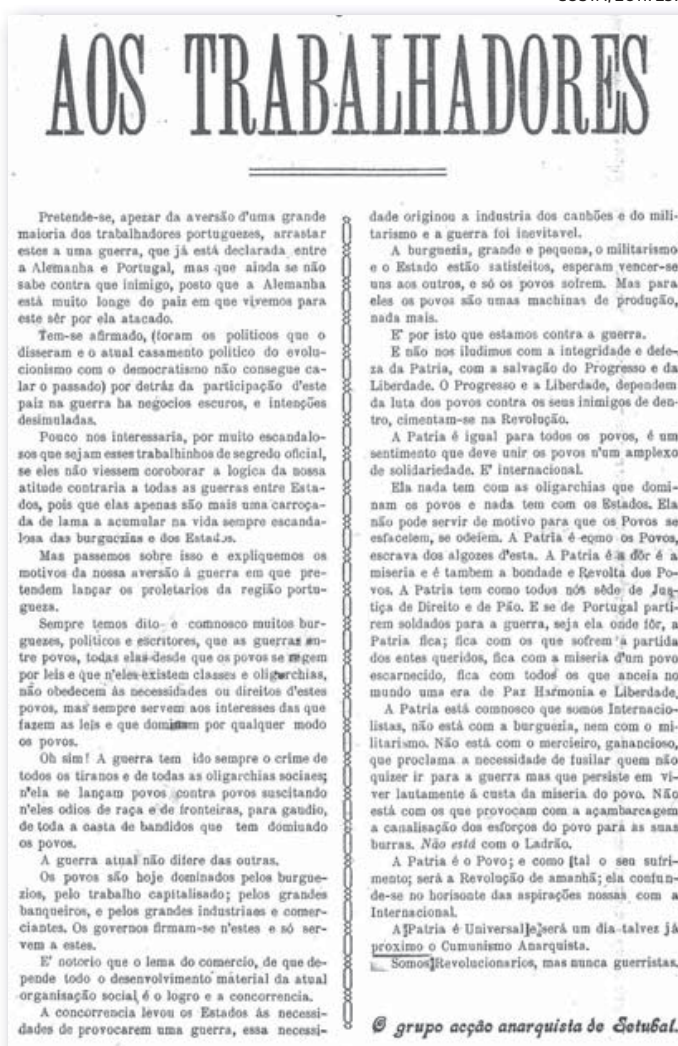 AOS TRABALHADORES
Pretende-se, apezar da aversão d'uma grande
maioria dos trabalhadores portuguezes, arrastar
estes a uma guerra, que já está declarada entre
a Alemanha e Portugal, mas que ainda se não
sabe contra que inimigo, posto que a Alemanha
está muito longe do paiz em que vivemos para
este sêr por ela atacado.
Tem-se afirmado, (foram os politicos que o
disseram e o atual casamento politico do evolu-
cionismo com o democratismo não consegue ca-
lar o passado) por detráz da participação d'este
paiz na guerra ha negocios escuros, e intenções
desimuladas.
Pouco nos interessaria, por muito escandalo-
sos que sejam esses trabalhinhos de segredo oficial,
se eles não viessem coroborar a logica da nossa
atitude contraria a todas as guerras entre Esta-
dos, pois que elas apenas são mais uma carroça-
da de lama a acumular na vida sempre escanda-
losa das burguezias e dos Estados.
Mas passemos sobre isso e expliquemos os
motivos da nossa aversão á guerra em que pre-
tendem lançar os proletarios da região portu-
gueza.
Sempre temos dito e comnosco muitos bur-
guezes, politicos e escritores, que as guerras en-
tre povos, todas elas desde que os povos se regem
por leis e que n'eles existem classes e oligarchias,
não obedecem ás necessidades ou direitos d'estes
povos, mas sempre servem aos interesses das que
fazem as leis e que dominam por qualquer modo
os povos.
Oh sim! A guerra tem ido sempre o crime de
todos os tiranos e de todas as oligarchias sociaes;
n'ela se lançam povos contra povos suscitando
n'eles odios de raça e de fronteiras, para gaudio,
de toda a casta de bandidos que tem dominado
os povos.
A guerra atual não difere das outras.
Os povos são hoje dominados pelos burgue-
zios, pelo trabalho capitalisado; pelos grandes
banqueiros, e pelos grandes industriaes e comer-
ciantes. Os governos firmam-se n'estes e só ser-
vem a estes.
E' notorio que o lema do comercio, de que de-
pende todo o desenvolvimento material da atual
organisação social, é o logro e a concorrencia.
A concorrencia levou os Estados ás necessi-
dades de provocarem uma guerra, essa necessi-
dade originou a industria dos canhões e do mili-
tarismo e a guerra foi inevitavel.
A burguezia, grande e pequena, o militarismo
e o Estado estão satisfeitos, esperam vencer-se
uns aos outros, e só os povos sofrem. Mas para
eles os povos são umas machinas de produção,
nada mais.
E' por isto que estamos contra a guerra.
E não nos iludimos com a integridade e defe-
za da Patria, com a salvação do Progresso e da
Liberdade. O Progresso e a Liberdade, dependem
da luta dos povos contra os seus inimigos de den-
tro, cimentam-se na Revolução.
A Patria é igual para todos os povos, é um
sentimento que deve unir os povos n'um amplexo
de solidariedade. E' internacional.
Ela nada tem com as oligarchias que domi-
nam os povos e nada tem com os Estados. Ela
não pode servir de motivo para que os Povos se
esfacelem, se odeiem. A Patria é como os Povos,
escrava dos algozes d'esta. A Patria é a dôr é a
miseria e é tambem a bondade e Revolta dos Po-
vos. A Patria tem como todos nós sêde de Jus-
tiça de Direito e de Pão. E se de Portugal parti-
rem soldados para a guerra, seja ela onde fôr, a
Patria fica; fica com os que sofrem a partida
dos entes queridos, fica com a miseria d'um povo
escarnecido, fica com todos os que anceia no
mundo uma era de Paz Harmonia e Liberdade.
A Patria está comnosco que somos Internacio-
listas, não está com a burguezia, nem com o mi-
litarismo. Não está com o mercieiro, ganancioso,
que proclama a necessidade de fusilar quem não
quizer ir para a guerra mas que persiste em vi-
ver lautamente á custa da miseria do povo. Não
está com os que provocam com a açambarcagem
a canalisação dos esforços do povo para as suas
burras. Não está com o Ladrão.
A Patria é o Povo; e como tal o seu sufri-
mento; será a Revolução de amanhã; ela confun-
de-se no horisonte das aspirações nossas com a
Internacional.
A Patria é Universal e será um dia talvez já
proximo o Cumunismo Anarquista.
Somos Revolucionarios, mas nunca guerristas.
O grupo acção anarquista de Setubal.